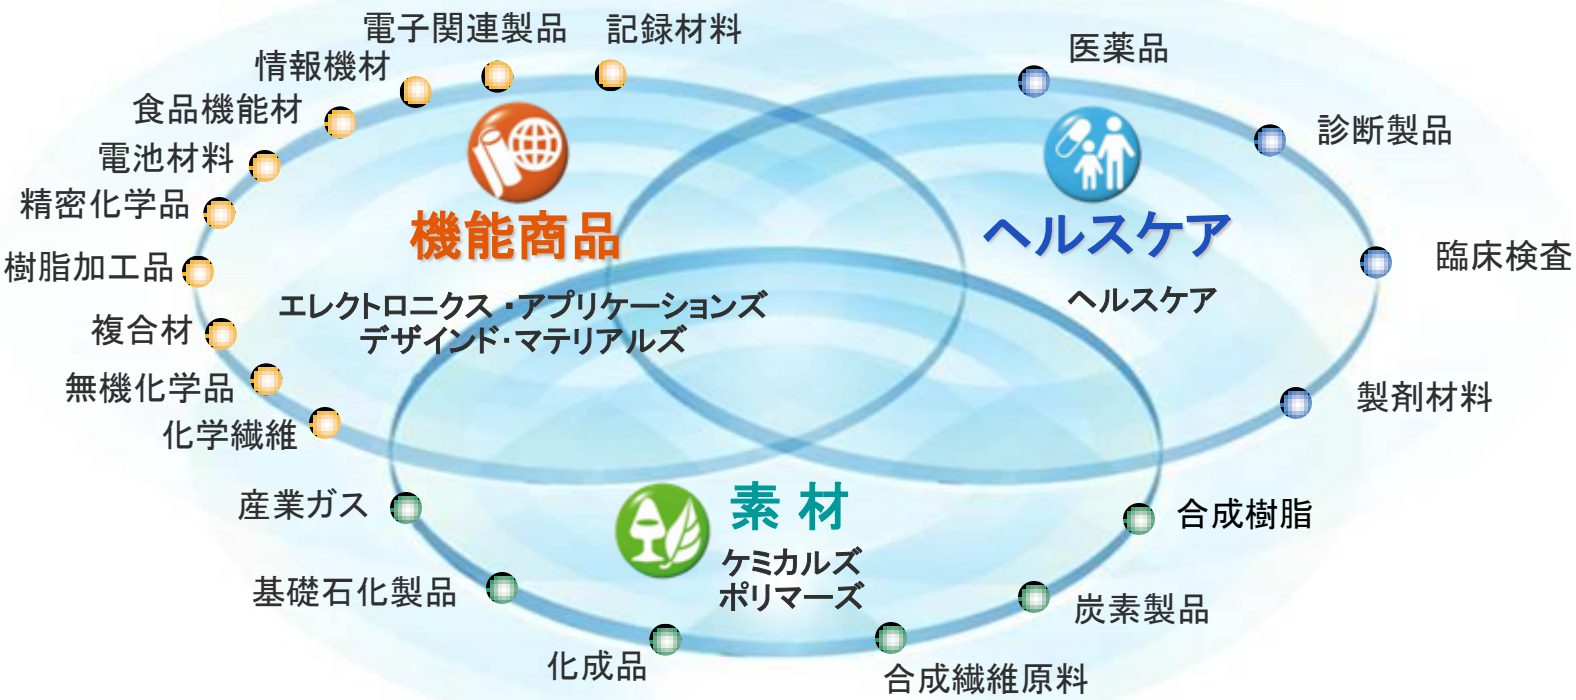 電子関連製品
記録材料
情報機材
食品機能材
電池材料
精密化学品
樹脂加工品
複合材
無機化学品
化学繊維
機能商品
エレクトロニクス・アプリケーションズ
デザインド・マテリアルズ
医薬品
診断製品
臨床検査
製剤材料
ヘルスケア
ヘルスケア
素 材
ケミカルズ
ポリマーズ
産業ガス
基礎石化製品
化成品
合成繊維原料
炭素製品
合成樹脂